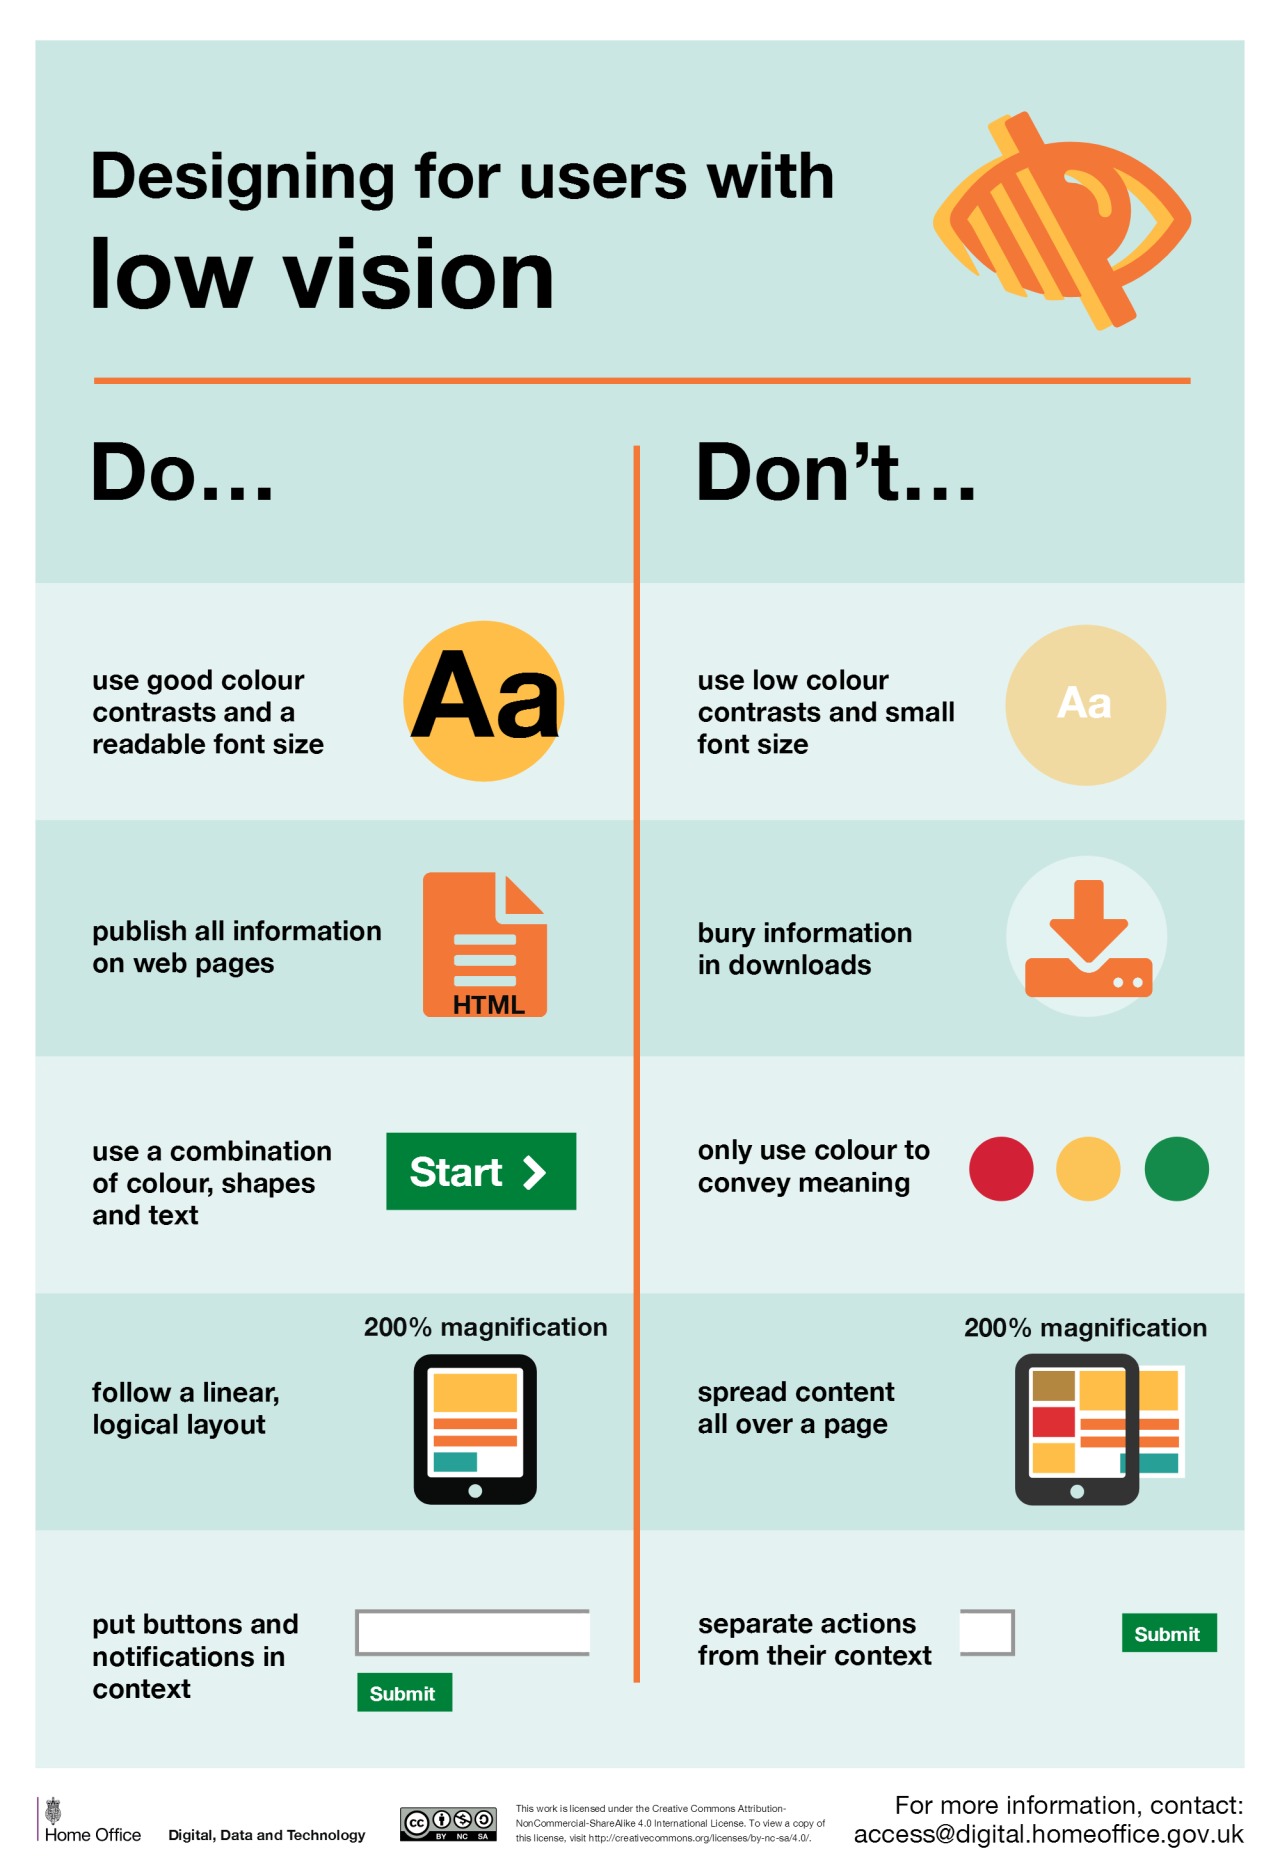 Designing for users with
low vision
Do…
Don’t…
use good colour
contrasts and a
readable font size
Aa
use low colour
contrasts and small
font size
Aa
publish all information
on web pages
HTML
bury information
in downloads
use a combination
of colour, shapes
and text
Start
only use colour to
convey meaning
follow a linear,
logical layout
200% magnification
spread content
all over a page
200% magnification
put buttons and
notifications in
context
Submit
separate actions
from their context
Submit
Home Office
Digital, Data and Technology
cc
BY NC SA
This work is licensed under the Creative Commons Attribution-
NonCommercial-ShareAlike 4.0 International License. To view a copy of
this license, visit http://creativecommons.org/licenses/by-nc-sa/4.0/.
For more information, contact:
access@digital.homeoffice.gov.uk